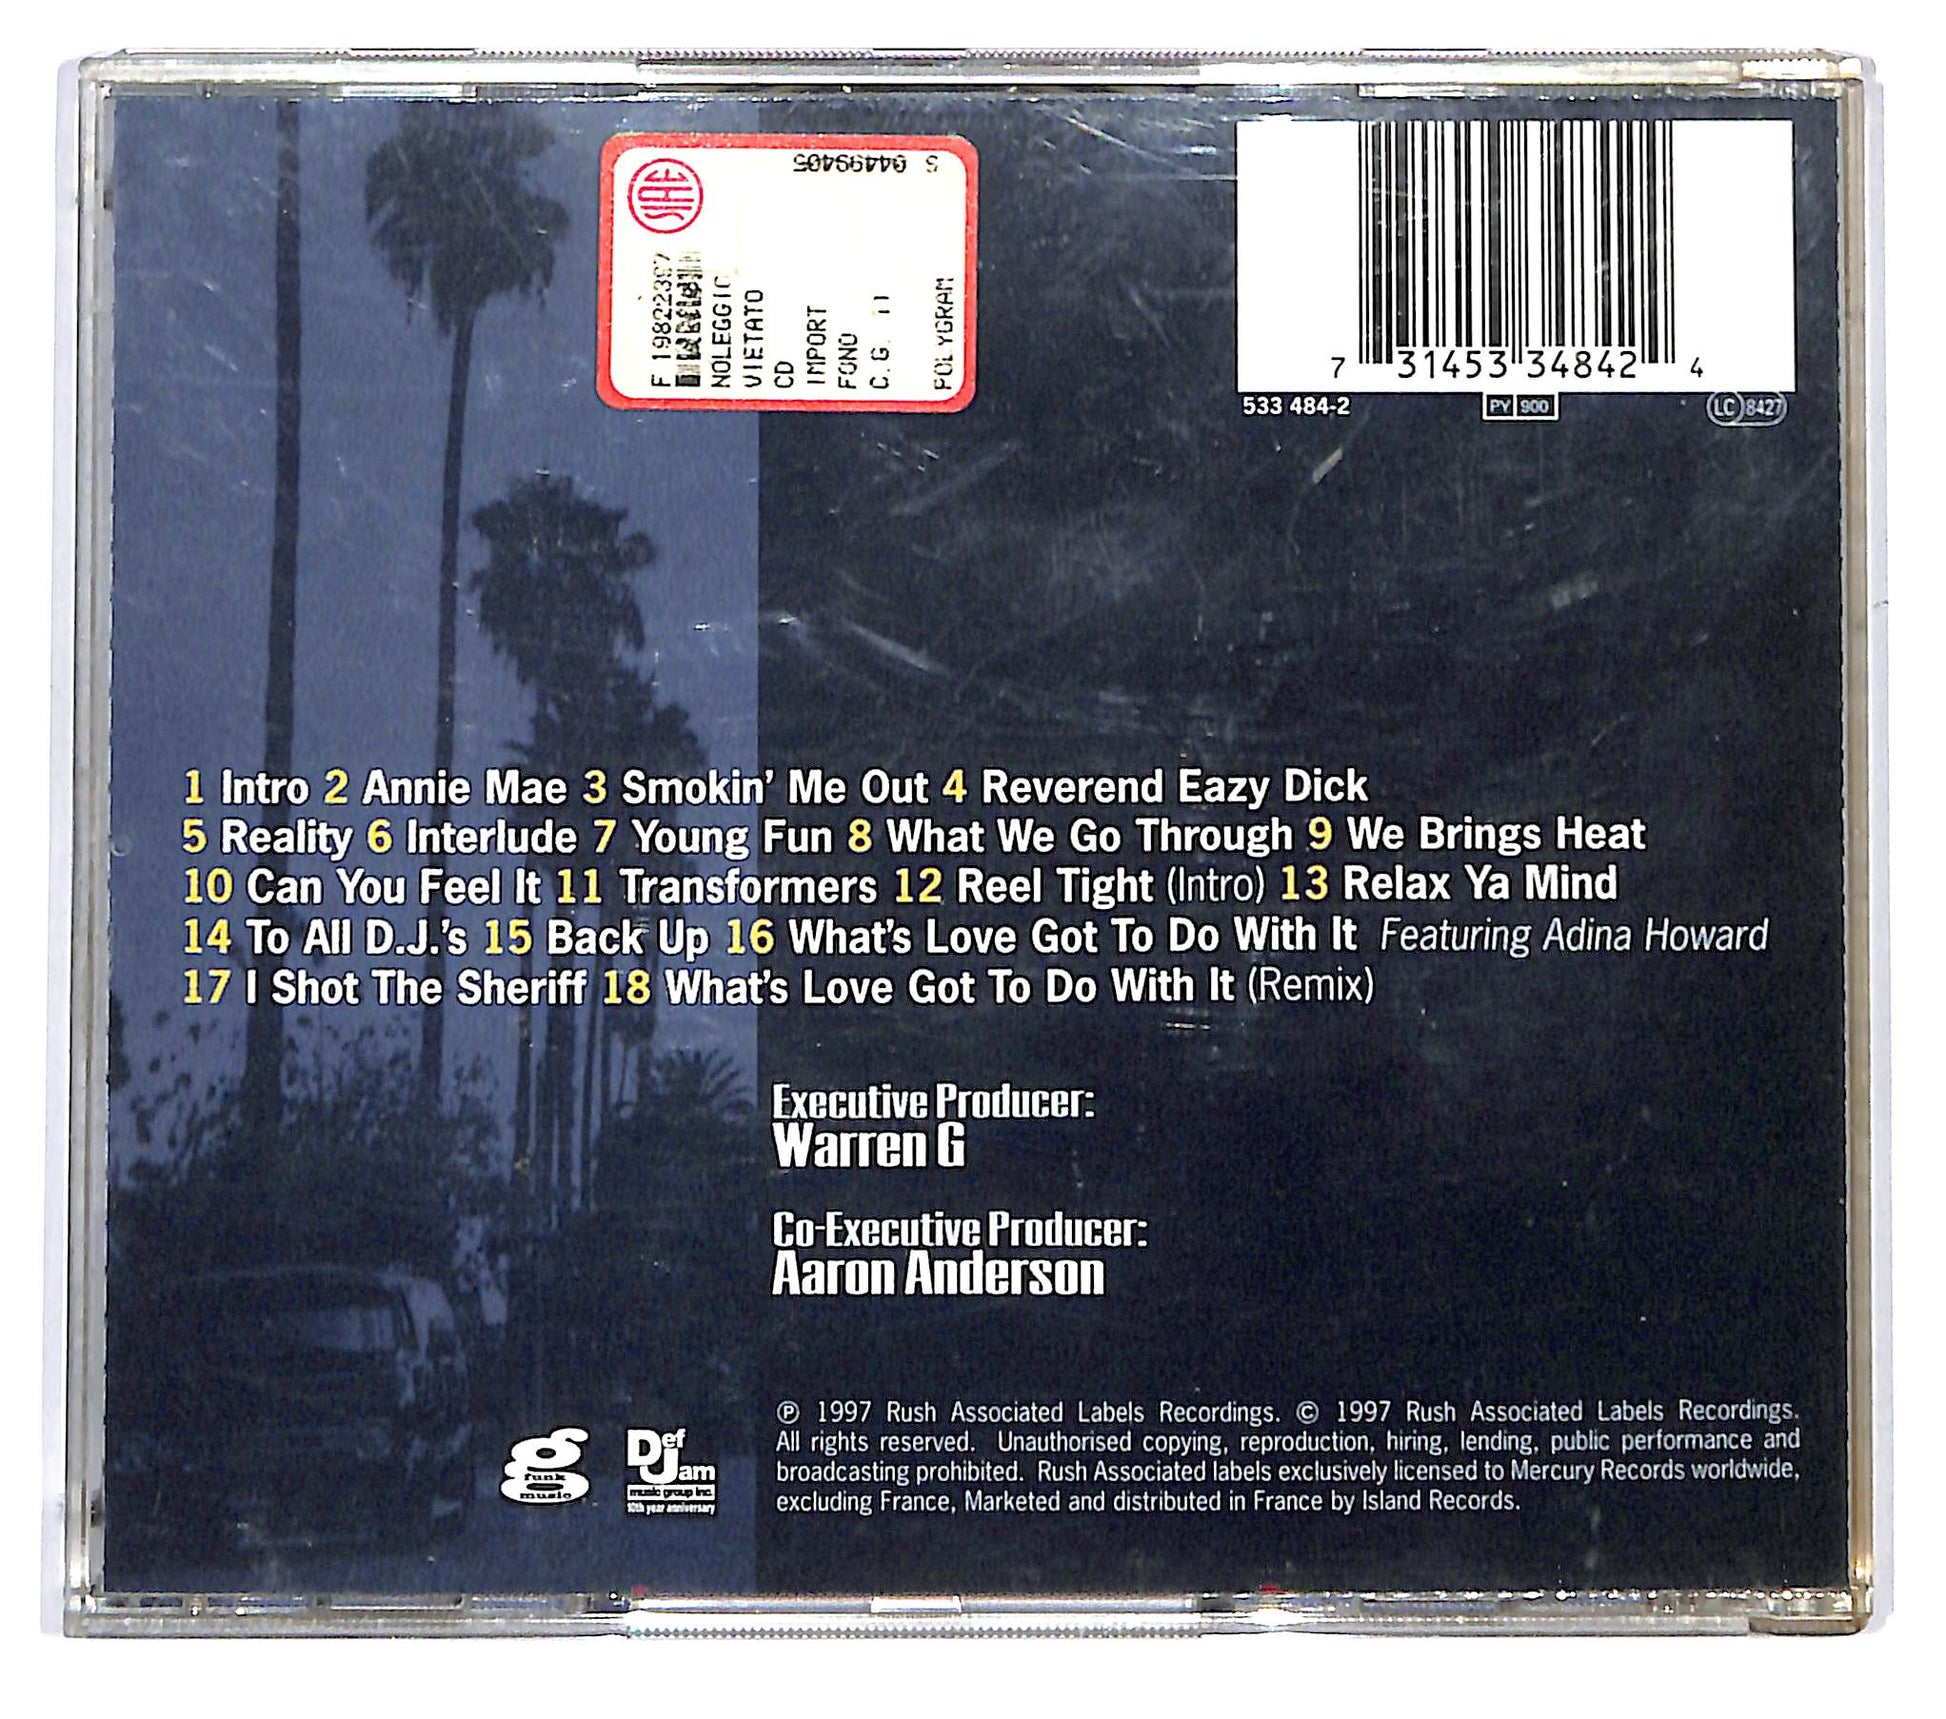 S 04499405
SIAE
F 19822367
NOLEGGIO
VIETATO
CD
IMPORT
FONO
C.G. 11
POLYGRAM
7 31453 34842 4
533 484-2 PY 900 LC 8427
1 Intro 2 Annie Mae 3 Smokin' Me Out 4 Reverend Eazy Dick
5 Reality 6 Interlude 7 Young Fun 8 What We Go Through 9 We Brings Heat
10 Can You Feel It 11 Transformers 12 Reel Tight (Intro) 13 Relax Ya Mind
14 To All D.J.'s 15 Back Up 16 What's Love Got To Do With It Featuring Adina Howard
17 I Shot The Sheriff 18 What's Love Got To Do With It (Remix)
Executive Producer:
Warren G
Co-Executive Producer:
Aaron Anderson
g
funk
music
Def
Jam
music group inc.
10th year anniversary
℗ 1997 Rush Associated Labels Recordings. © 1997 Rush Associated Labels Recordings.
All rights reserved. Unauthorised copying, reproduction, hiring, lending, public performance and
broadcasting prohibited. Rush Associated labels exclusively licensed to Mercury Records worldwide,
excluding France, Marketed and distributed in France by Island Records.